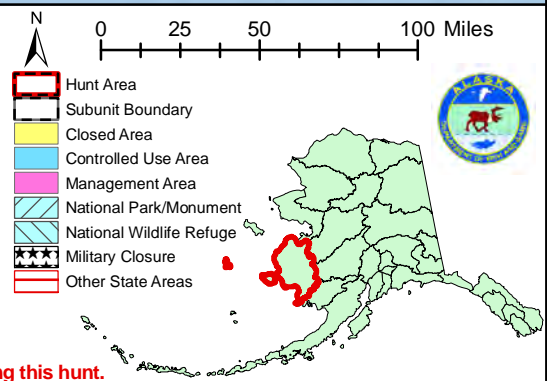 N
0 25 50 100 Miles
Hunt Area
Subunit Boundary
Closed Area
Controlled Use Area
Management Area
National Park/Monument
National Wildlife Refuge
Military Closure
Other State Areas
ALASKA
ng this hunt.